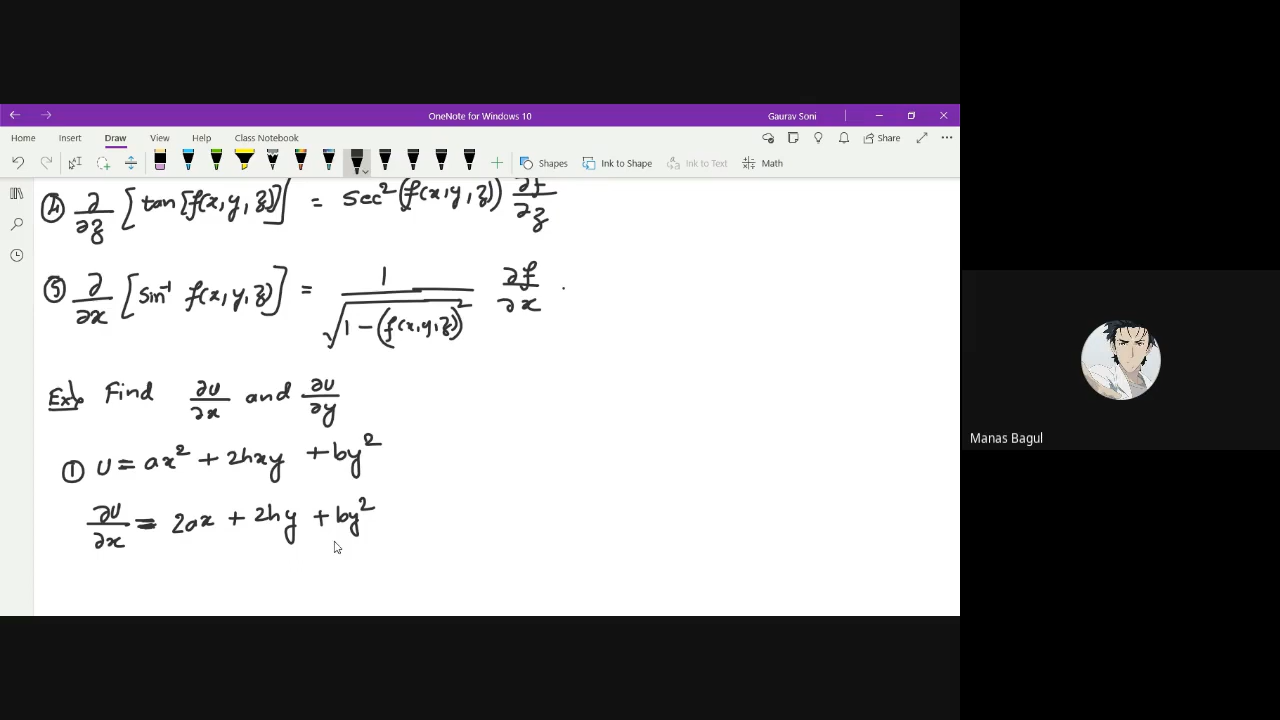 OneNote for Windows 10
Gaurav Soni
Home Insert Draw View Help Class Notebook
Share
Shapes Ink to Shape Ink to Text Math
④ ∂/∂z [tan[f(x,y,z)]] = sec²(f(x,y,z)) ∂f/∂z
⑤ ∂/∂x [sin⁻¹ f(x,y,z)] = 1/√(1-(f(x,y,z))²) ∂f/∂x .
Ex) Find ∂u/∂x and ∂u/∂y
① u = ax² + 2hxy + by²
∂u/∂x = 2ax + 2hy + by²
Manas Bagul